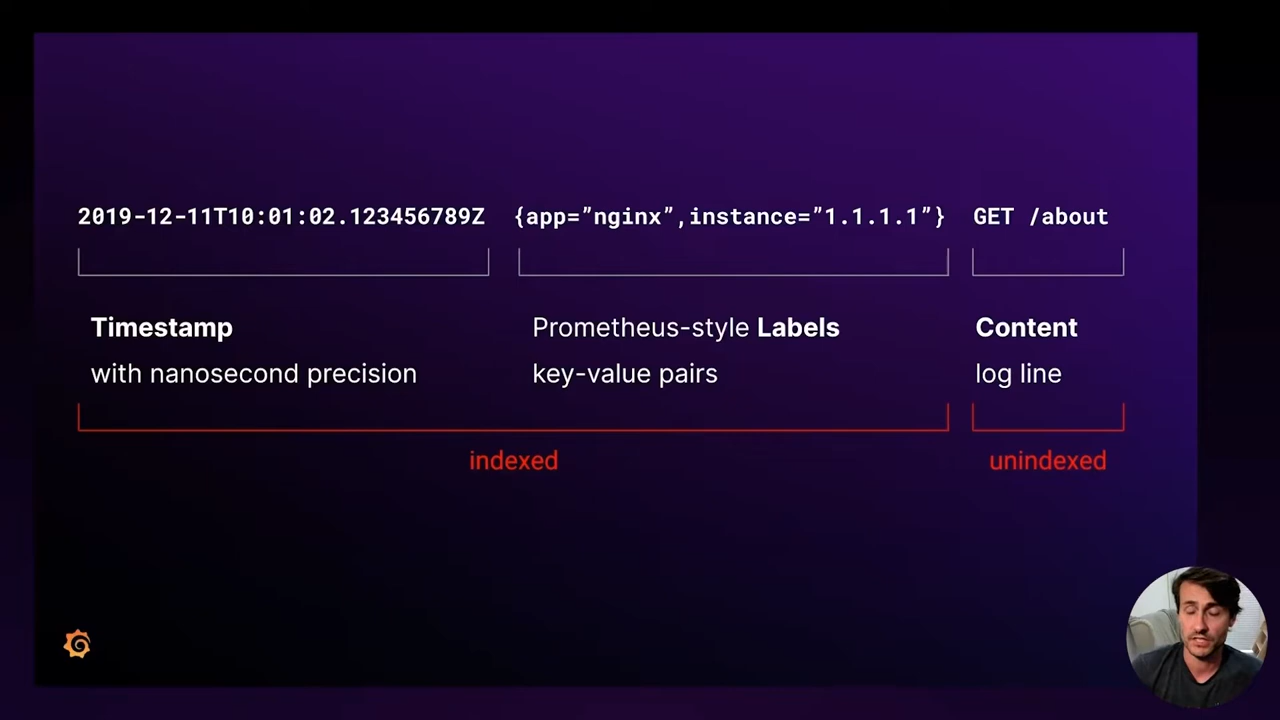 2019-12-11T10:01:02.123456789Z {app=”nginx”,instance=”1.1.1.1”} GET /about
Timestamp Prometheus-style Labels Content
with nanosecond precision key-value pairs log line
indexed unindexed